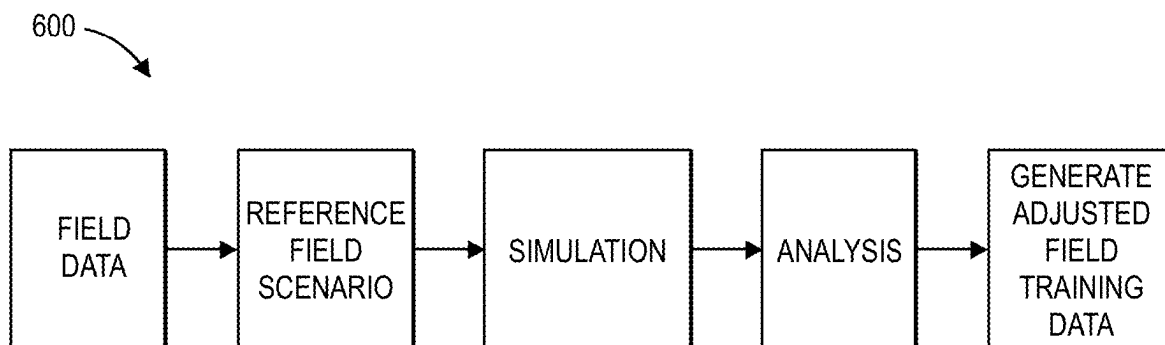 600
FIELD
DATA
REFERENCE
FIELD
SCENARIO
SIMULATION
ANALYSIS
GENERATE
ADJUSTED
FIELD
TRAINING
DATA